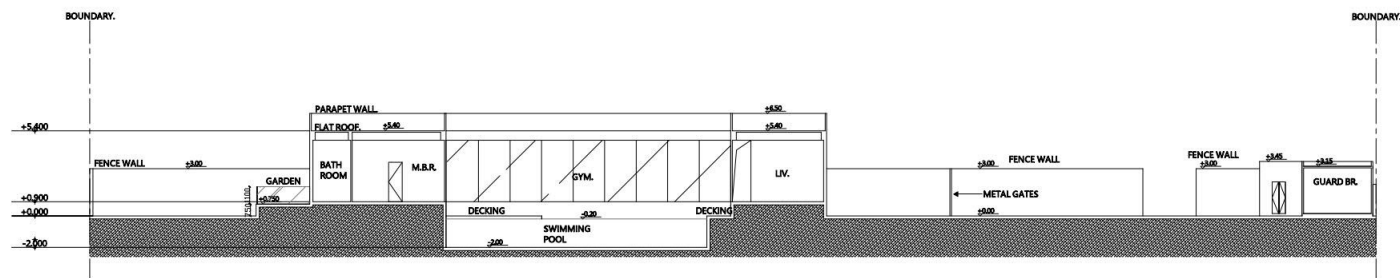 BOUNDARY.
BOUNDARY.
PARAPET WALL
+6.50
+5.400
FLAT ROOF.
+5.40
+5.40
FENCE WALL
+3.00
BATH
ROOM
M.B.R.
GYM.
LIV.
+3.00
FENCE WALL
FENCE WALL
+3.00
+3.45
+3.15
GUARD BR.
GARDEN
METAL GATES
+0.900
+0.750
+0.000
DECKING
-0.20
DECKING
+0.00
SWIMMING
POOL
-2.000
-2.00